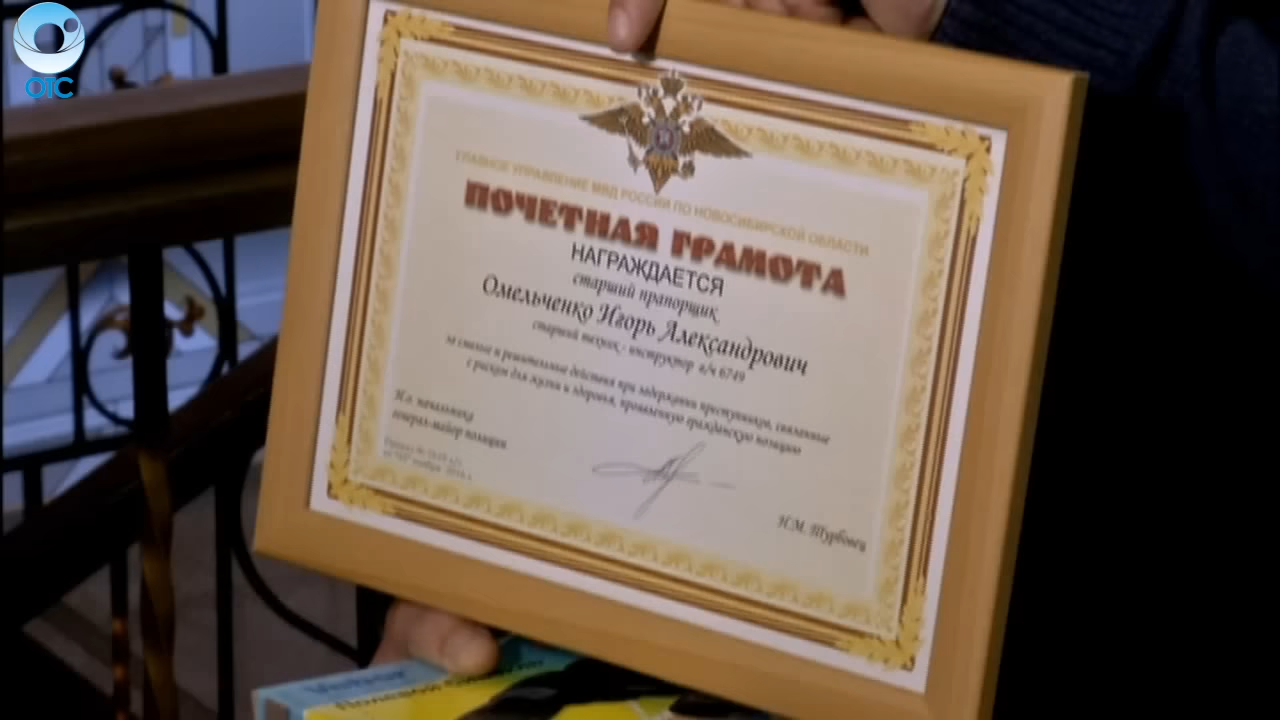 ОТС
ГЛАВНОЕ УПРАВЛЕНИЕ МВД РОССИИ ПО НОВОСИБИРСКОЙ ОБЛАСТИ
ПОЧЕТНАЯ ГРАМОТА
НАГРАЖДАЕТСЯ
старший прапорщик
Омельченко Игорь Александрович
старший техник - инструктор в/ч 6749
за смелые и решительные действия при задержании преступников, связанные
с риском для жизни и здоровья, проявленную гражданскую позицию
И.о. начальника
генерал-майор полиции
И.М. Турбовец